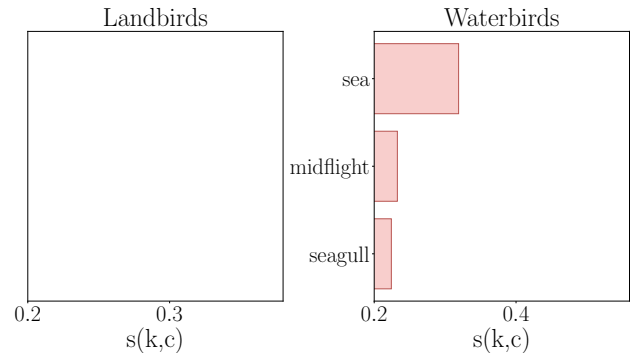 Landbirds
0.2 0.3
s(k,c)
Waterbirds
sea
midflight
seagull
0.2 0.4
s(k,c)